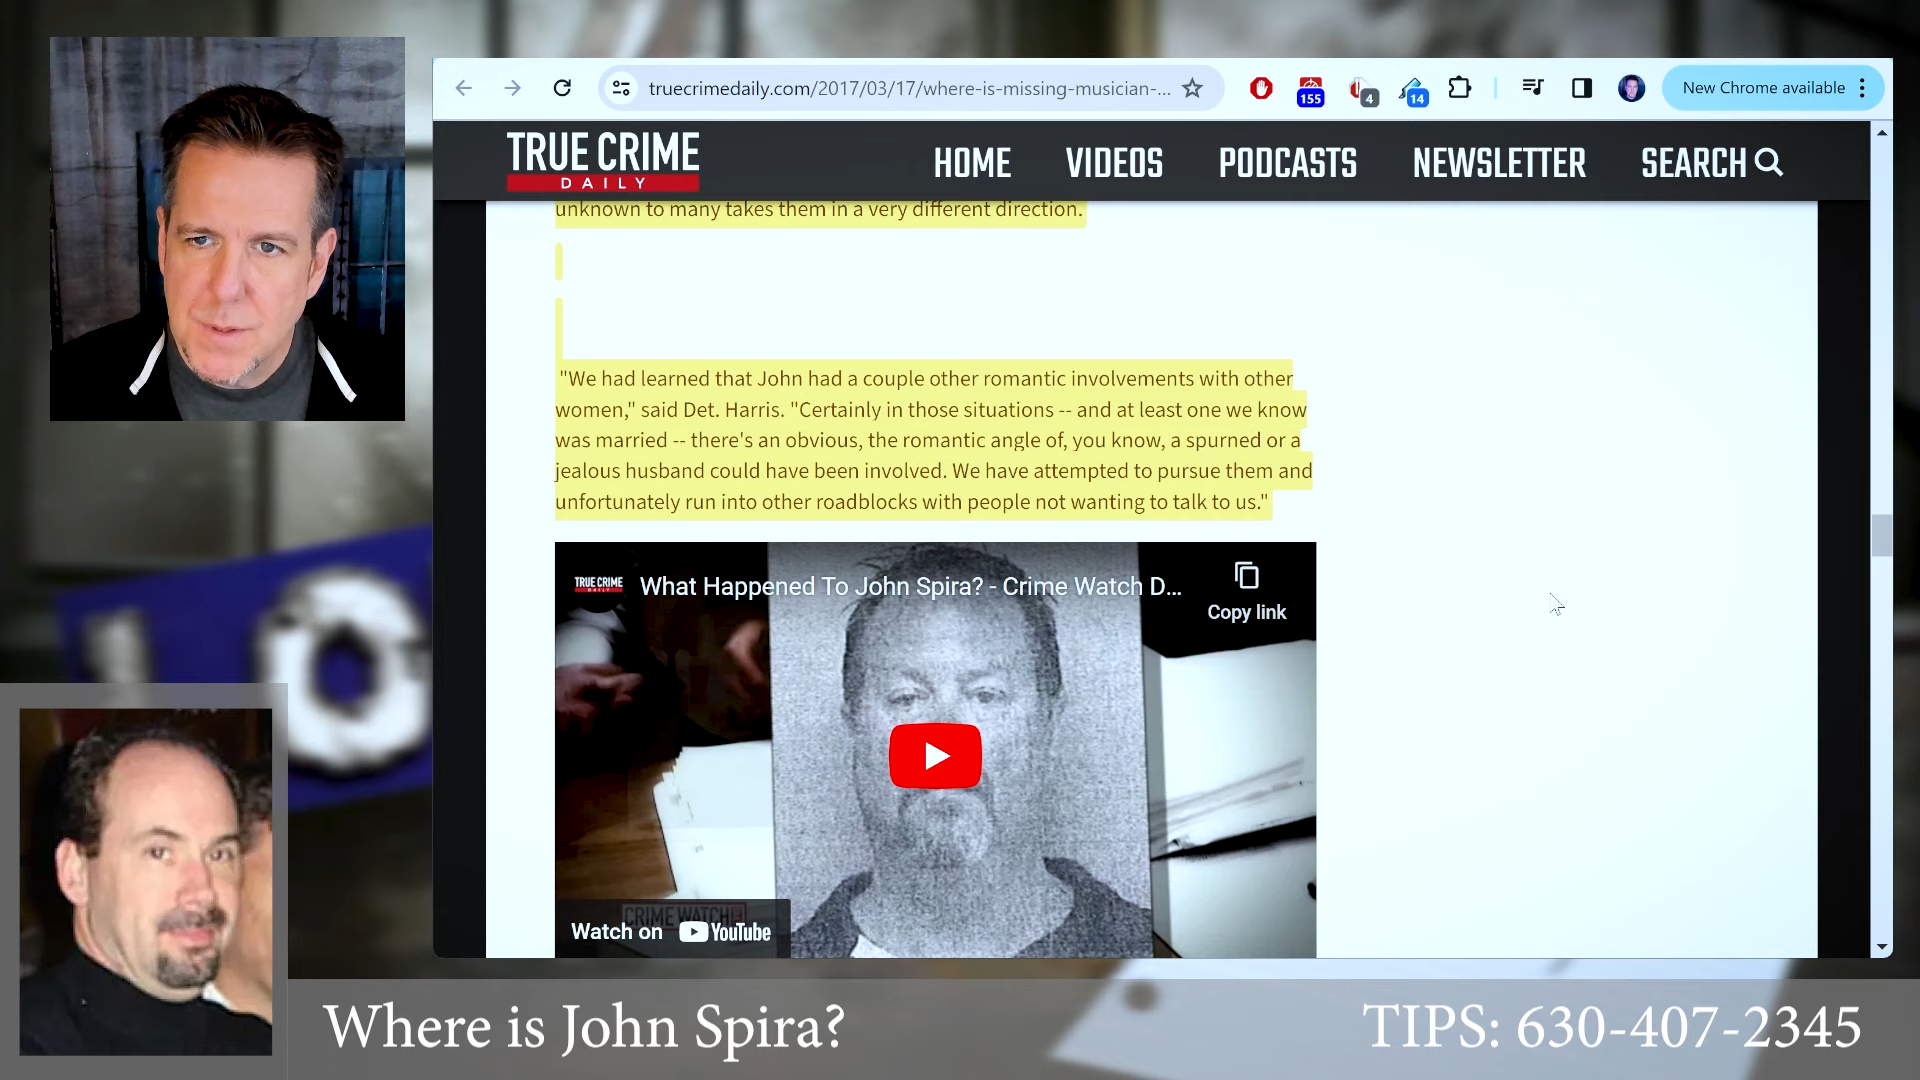 truecrimedaily.com/2017/03/17/where-is-missing-musician-...
155
4
14
New Chrome available
TRUE CRIME
DAILY
HOME
VIDEOS
PODCASTS
NEWSLETTER
SEARCH
unknown to many takes them in a very different direction.
"We had learned that John had a couple other romantic involvements with other
women," said Det. Harris. "Certainly in those situations -- and at least one we know
was married -- there's an obvious, the romantic angle of, you know, a spurned or a
jealous husband could have been involved. We have attempted to pursue them and
unfortunately run into other roadblocks with people not wanting to talk to us."
TRUE CRIME
DAILY
What Happened To John Spira? - Crime Watch D...
Copy link
CRIME WATCH
Watch on YouTube
Where is John Spira?
TIPS: 630-407-2345